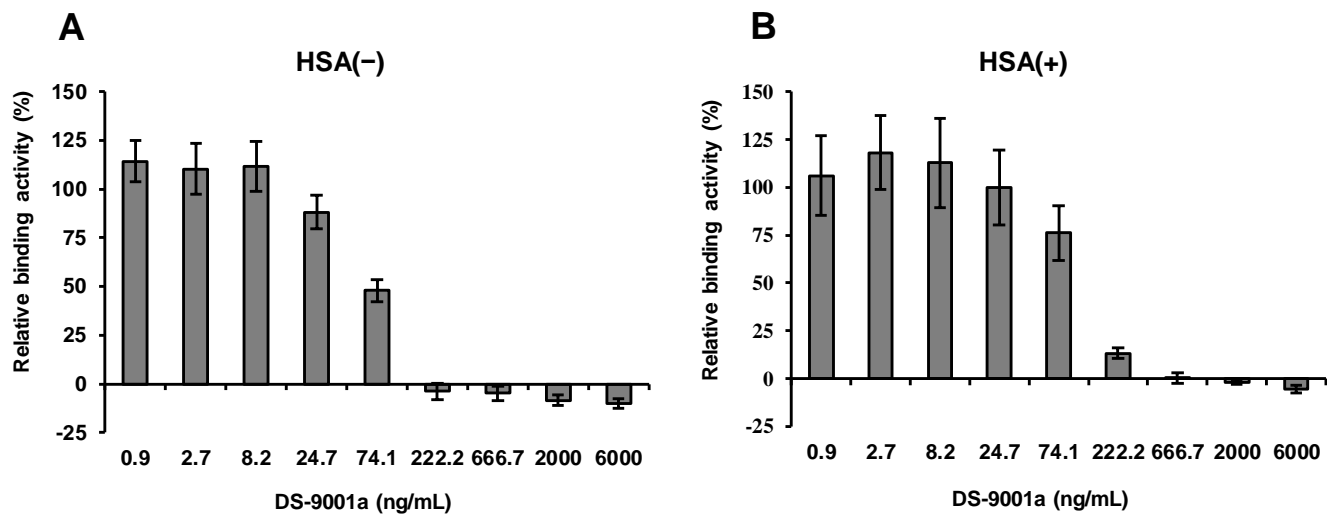 A
HSA(−)
Relative binding activity (%)
150
125
100
75
50
25
0
-25
0.9 2.7 8.2 24.7 74.1 222.2 666.7 2000 6000
DS-9001a (ng/mL)
B
HSA(+)
Relative binding activity (%)
150
125
100
75
50
25
0
-25
0.9 2.7 8.2 24.7 74.1 222.2 666.7 2000 6000
DS-9001a (ng/mL)